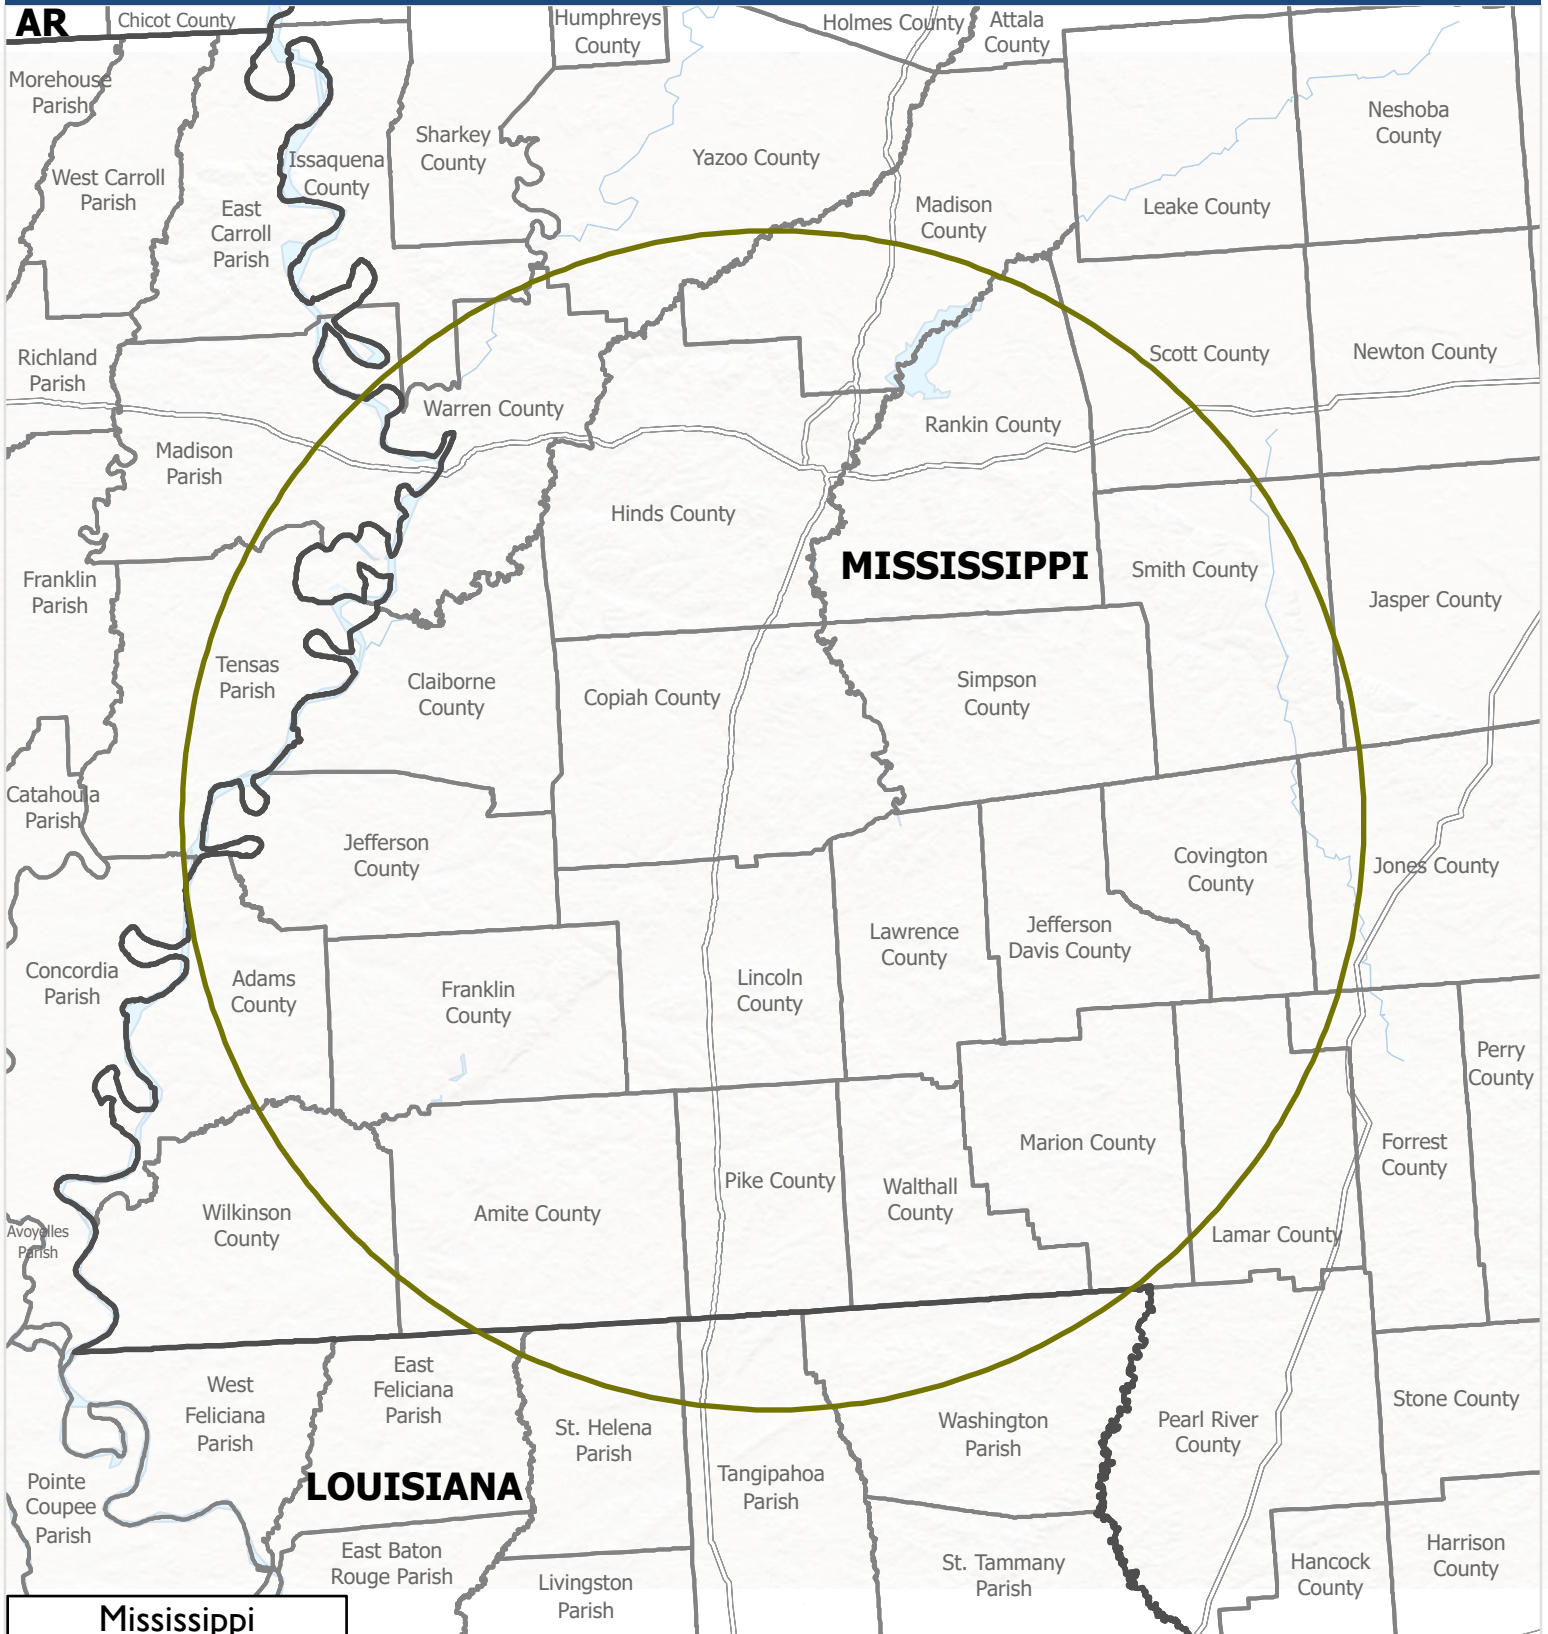 AR
Chicot County
Humphreys
County
Holmes County
Attala
County
Morehouse
Parish
Neshoba
County
Sharkey
County
Issaquena
County
Yazoo County
West Carroll
Parish
East
Carroll
Parish
Madison
County
Leake County
Richland
Parish
Scott County
Newton County
Warren County
Rankin County
Madison
Parish
Hinds County
MISSISSIPPI
Smith County
Franklin
Parish
Jasper County
Tensas
Parish
Claiborne
County
Copiah County
Simpson
County
Catahoula
Parish
Jefferson
County
Covington
County
Jones County
Lawrence
County
Jefferson
Davis County
Concordia
Parish
Adams
County
Franklin
County
Lincoln
County
Perry
County
Marion County
Forrest
County
Pike County
Walthall
County
Wilkinson
County
Amite County
Avoyelles
Parish
Lamar County
East
Feliciana
Parish
West
Feliciana
Parish
St. Helena
Parish
Washington
Parish
Pearl River
County
Stone County
LOUISIANA
Tangipahoa
Parish
Pointe
Coupee
Parish
East Baton
Rouge Parish
Livingston
Parish
St. Tammany
Parish
Hancock
County
Harrison
County
Mississippi